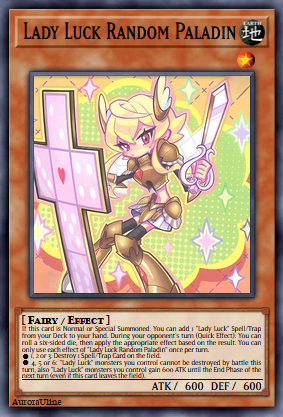 Lady Luck Random Paladin
EARTH
地
[ Fairy / Effect ]
If this card is Normal or Special Summoned: You can add 1 "Lady Luck" Spell/Trap
from your Deck to your hand. During your opponent's turn (Quick Effect): You can
roll a six-sided die, then apply the appropriate effect based on the result. You can
only use each effect of "Lady Luck Random Paladin" once per turn.
● 1, 2 or 3: Destroy 1 Spell/Trap Card on the field.
● 4, 5 or 6: "Lady Luck" monsters you control cannot be destroyed by battle this
turn, also "Lady Luck" monsters you control gain 600 ATK until the End Phase of the
next turn (even if this card leaves the field).
ATK / 600 DEF / 600
AuroraUline